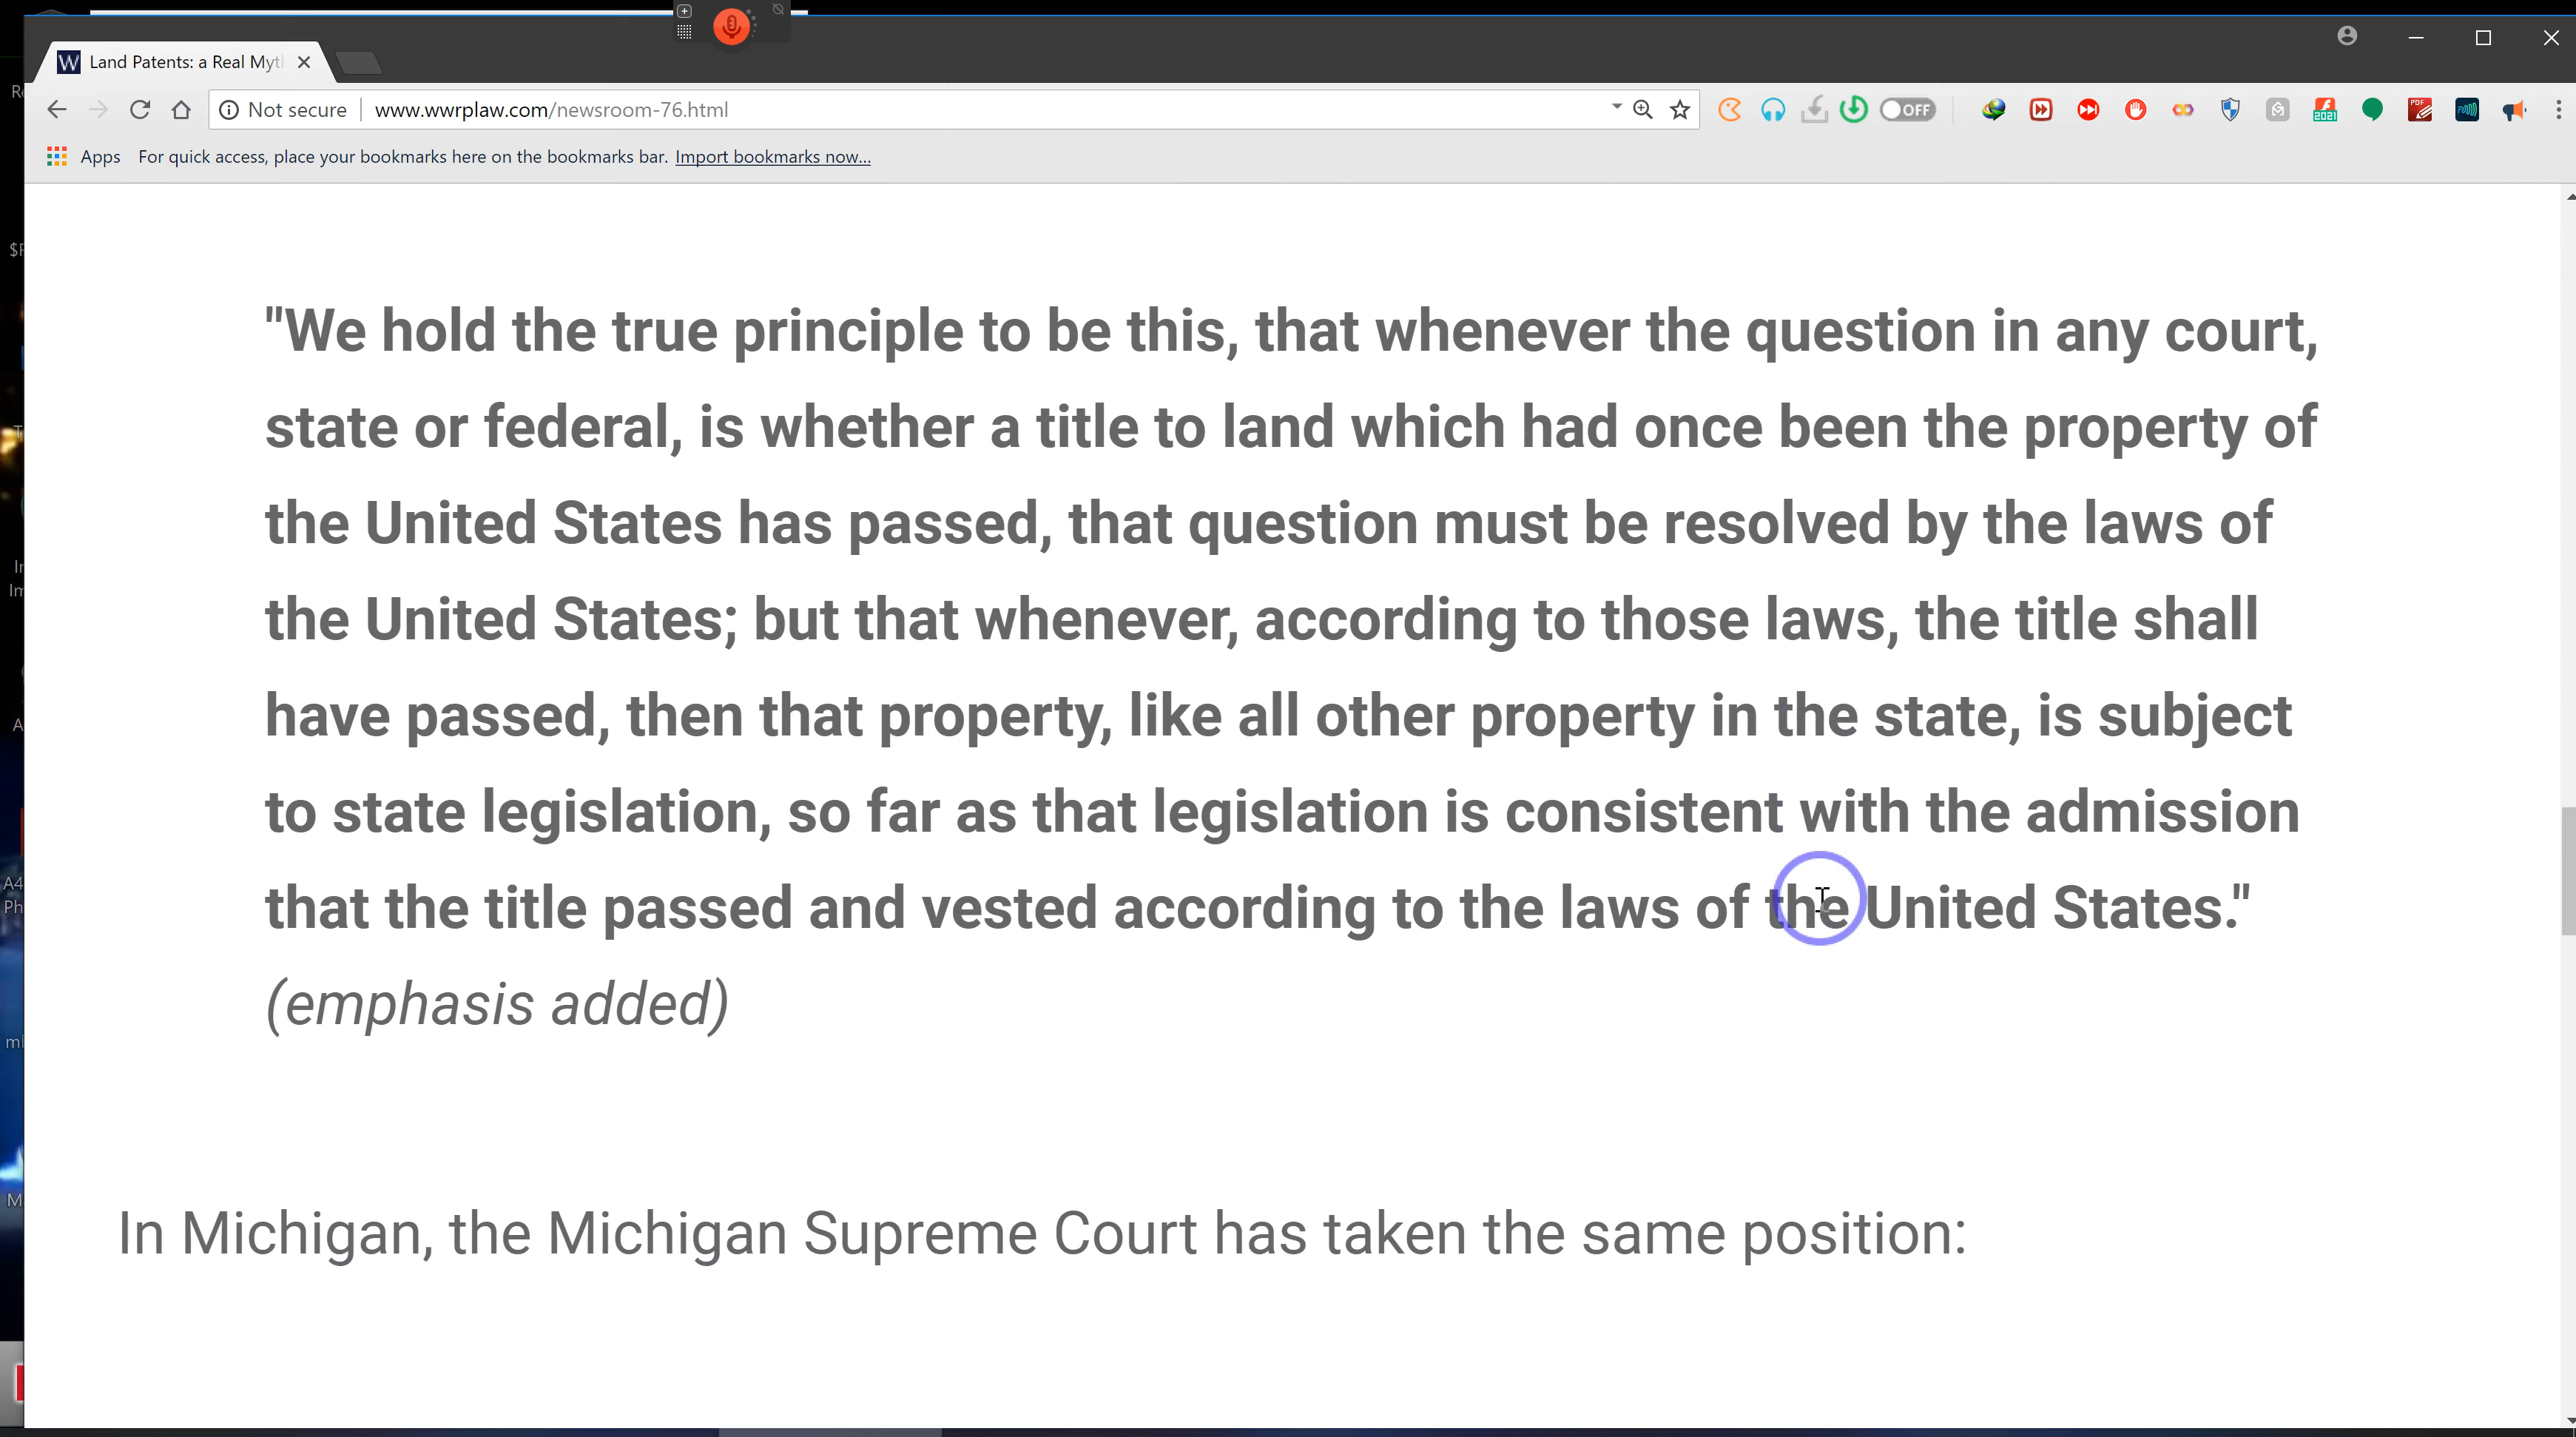 Land Patents: a Real Myt
Not secure
www.wwrplaw.com/newsroom-76.html
OFF
2021
PDF
Apps
For quick access, place your bookmarks here on the bookmarks bar. Import bookmarks now...
"We hold the true principle to be this, that whenever the question in any court,
state or federal, is whether a title to land which had once been the property of
the United States has passed, that question must be resolved by the laws of
the United States; but that whenever, according to those laws, the title shall
have passed, then that property, like all other property in the state, is subject
to state legislation, so far as that legislation is consistent with the admission
that the title passed and vested according to the laws of the United States."
(emphasis added)
In Michigan, the Michigan Supreme Court has taken the same position: